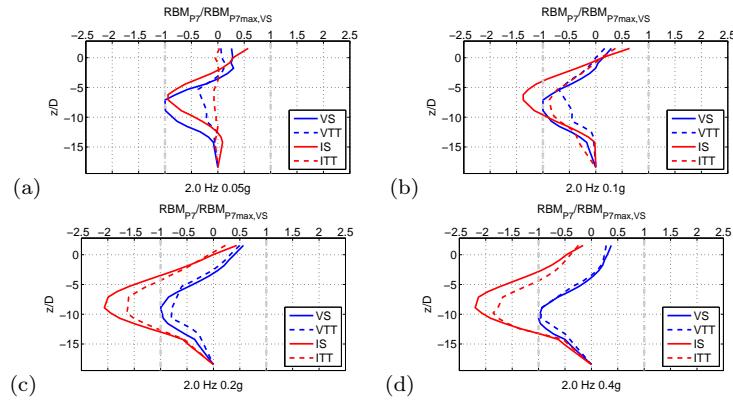 RBM_P7/RBM_P7max,VS
-2.5 -2 -1.5 -1 -0.5 0 0.5 1 1.5 2 2.5
0
-5
-10
-15
z/D
VS
VTT
IS
ITT
(a)
2.0 Hz 0.05g
RBM_P7/RBM_P7max,VS
-2.5 -2 -1.5 -1 -0.5 0 0.5 1 1.5 2 2.5
0
-5
-10
-15
z/D
VS
VTT
IS
ITT
(b)
2.0 Hz 0.1g
RBM_P7/RBM_P7max,VS
-2.5 -2 -1.5 -1 -0.5 0 0.5 1 1.5 2 2.5
0
-5
-10
-15
z/D
VS
VTT
IS
ITT
(c)
2.0 Hz 0.2g
RBM_P7/RBM_P7max,VS
-2.5 -2 -1.5 -1 -0.5 0 0.5 1 1.5 2 2.5
0
-5
-10
-15
z/D
VS
VTT
IS
ITT
(d)
2.0 Hz 0.4g